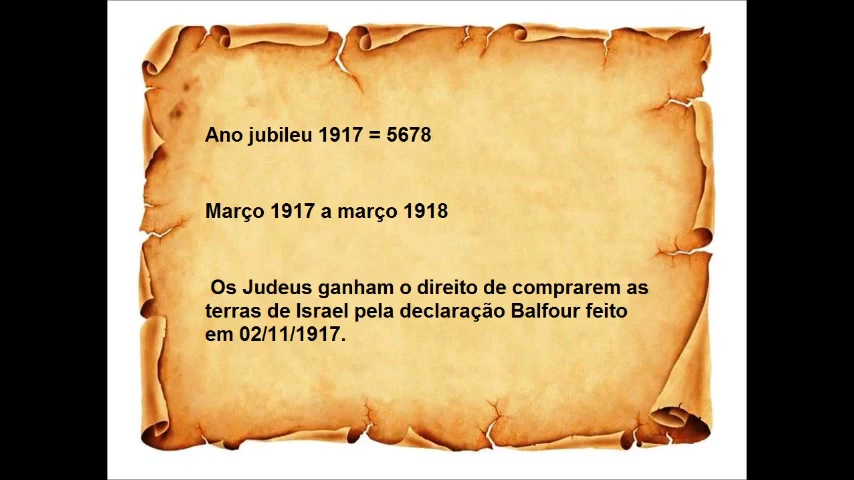 Ano jubileu 1917 = 5678
Março 1917 a março 1918
Os Judeus ganham o direito de comprarem as
terras de Israel pela declaração Balfour feito
em 02/11/1917.